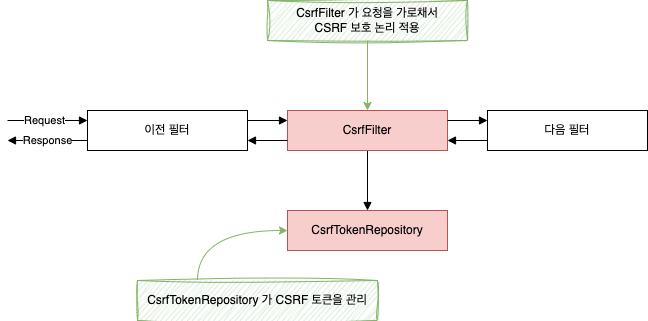 CsrfFilter 가 요청을 가로채서
CSRF 보호 논리 적용
Request
Response
이전 필터
CsrfFilter
다음 필터
CsrfTokenRepository
CsrfTokenRepository 가 CSRF 토큰을 관리